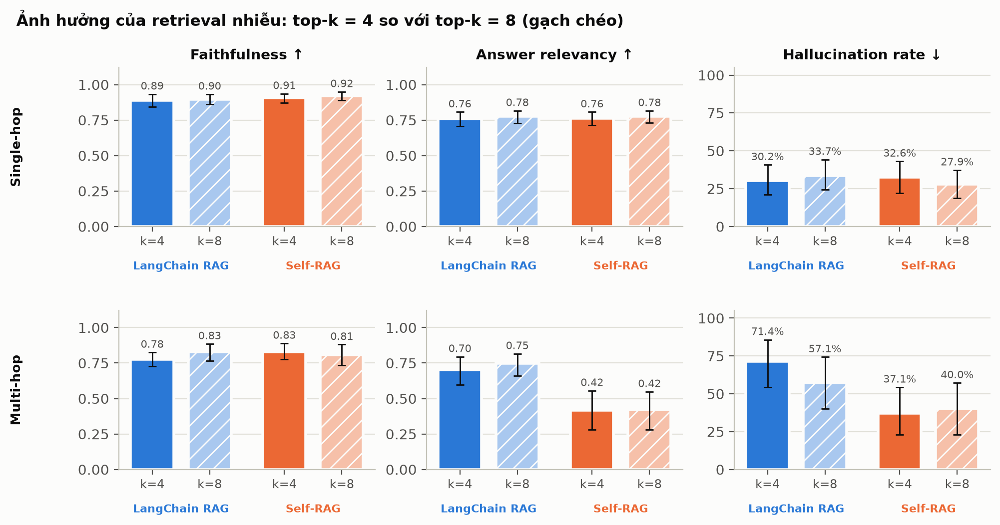 Ảnh hưởng của retrieval nhiễu: top-k = 4 so với top-k = 8 (gạch chéo)
Faithfulness ↑
Answer relevancy ↑
Hallucination rate ↓
Single-hop
1.00
0.75
0.50
0.25
0.00
0.89
0.90
0.91
0.92
k=4
k=8
k=4
k=8
LangChain RAG
Self-RAG
1.00
0.75
0.50
0.25
0.00
0.76
0.78
0.76
0.78
k=4
k=8
k=4
k=8
LangChain RAG
Self-RAG
100
75
50
25
0
30.2%
33.7%
32.6%
27.9%
k=4
k=8
k=4
k=8
LangChain RAG
Self-RAG
Multi-hop
1.00
0.75
0.50
0.25
0.00
0.78
0.83
0.83
0.81
k=4
k=8
k=4
k=8
LangChain RAG
Self-RAG
1.00
0.75
0.50
0.25
0.00
0.70
0.75
0.42
0.42
k=4
k=8
k=4
k=8
LangChain RAG
Self-RAG
100
75
50
25
0
71.4%
57.1%
37.1%
40.0%
k=4
k=8
k=4
k=8
LangChain RAG
Self-RAG